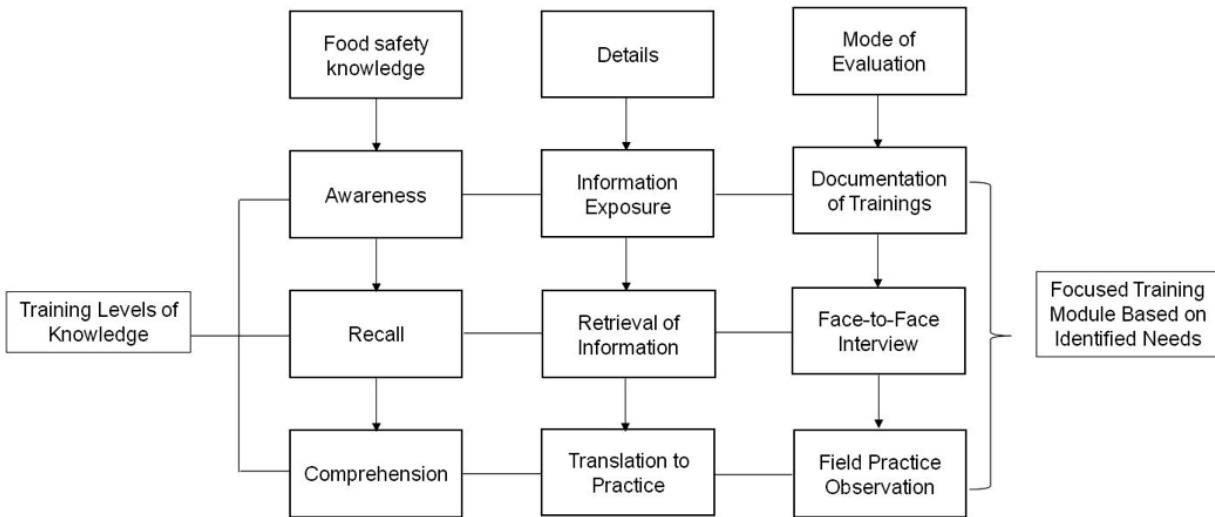 Food safety
knowledge
Details
Mode of
Evaluation
Awareness
Information
Exposure
Documentation
of Trainings
Training Levels of
Knowledge
Recall
Retrieval of
Information
Face-to-Face
Interview
Focused Training
Module Based on
Identified Needs
Comprehension
Translation to
Practice
Field Practice
Observation